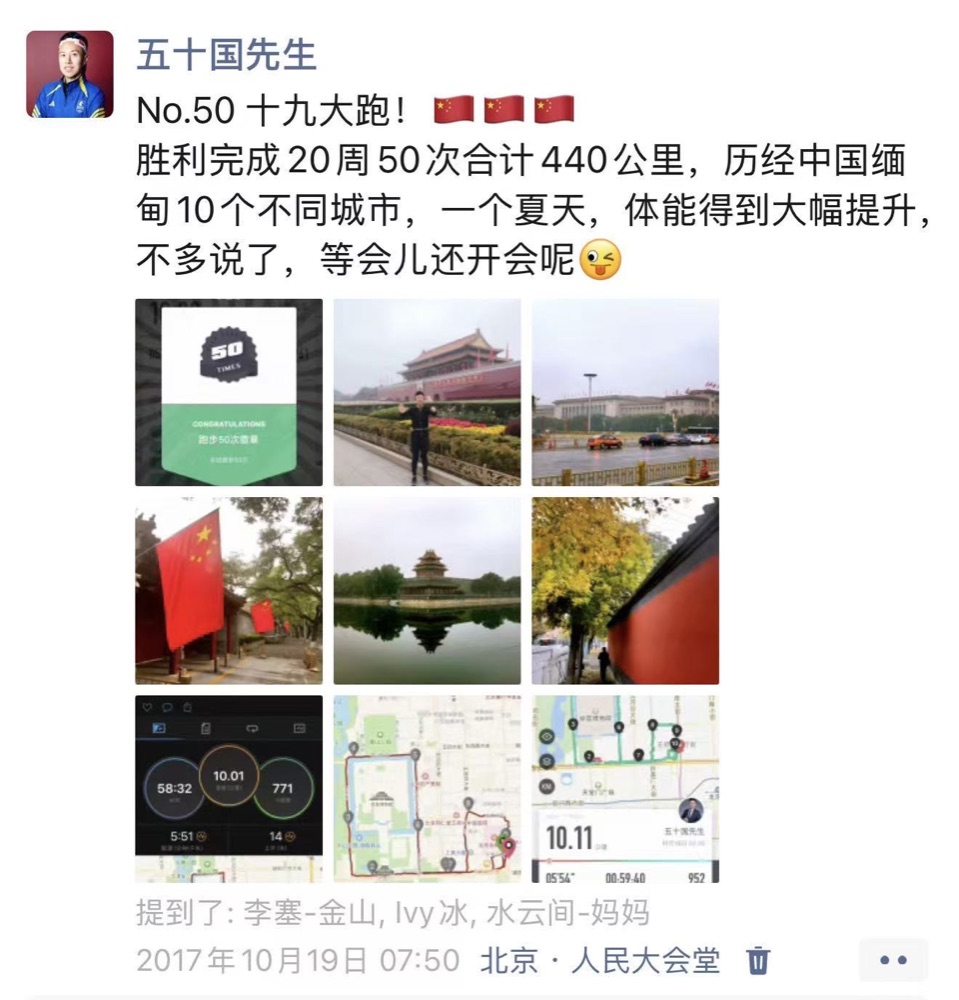 五十国先生
No.50 十九大跑！🇨🇳🇨🇳🇨🇳
胜利完成20周50次合计440公里，历经中国缅
甸10个不同城市，一个夏天，体能得到大幅提升，
不多说了，等会儿还开会呢😜
50
TIMES
CONGRATULATIONS
跑步50次徽章
58:32
10.01
771
5:51
14
10.11
五十国先生
05'54"
00:59:40
952
提到了: 李塞-金山, Ivy冰, 水云间-妈妈
2017年10月19日 07:50 北京 · 人民大会堂